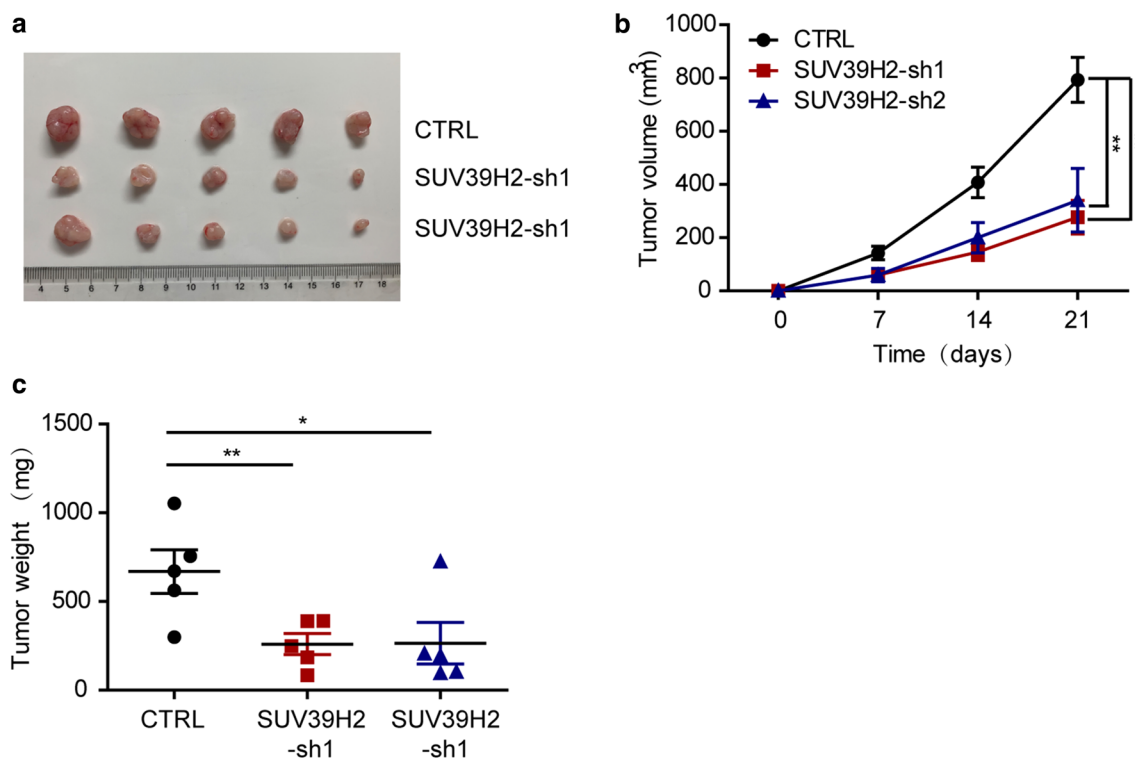 a
CTRL
SUV39H2-sh1
SUV39H2-sh1
4 5 6 7 8 9 10 11 12 13 14 15 16 17 18
b
1000
800
600
400
200
0
Tumor volume (mm3)
CTRL
SUV39H2-sh1
SUV39H2-sh2
**
0 7 14 21
Time (days)
c
1500
1000
500
0
Tumor weight (mg)
*
**
CTRL SUV39H2 SUV39H2
-sh1 -sh1